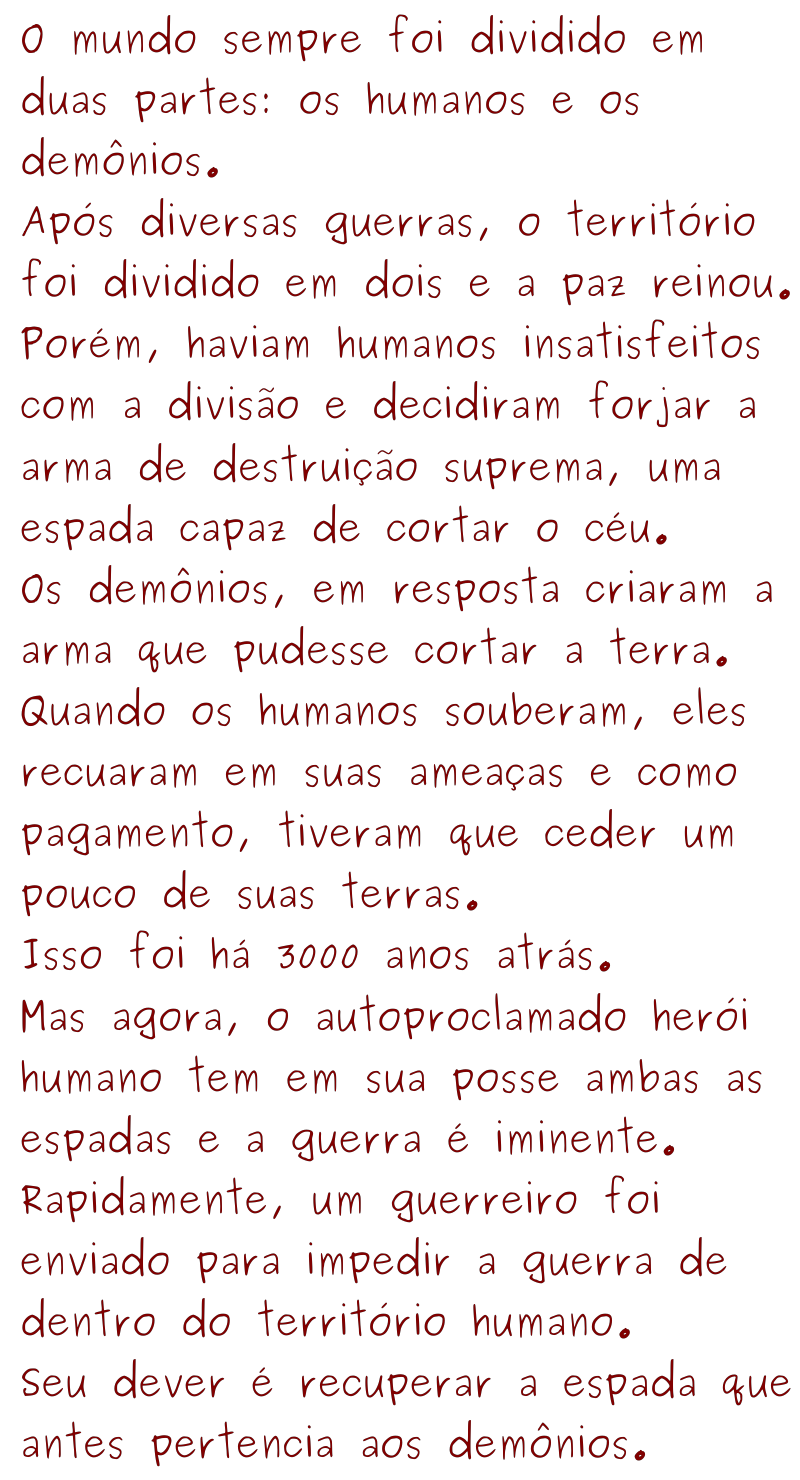 O mundo sempre foi dividido em
duas partes: os humanos e os
demônios.
Após diversas guerras, o território
foi dividido em dois e a paz reinou.
Porém, haviam humanos insatisfeitos
com a divisão e decidiram forjar a
arma de destruição suprema, uma
espada capaz de cortar o céu.
Os demônios, em resposta criaram a
arma que pudesse cortar a terra.
Quando os humanos souberam, eles
recuaram em suas ameaças e como
pagamento, tiveram que ceder um
pouco de suas terras.
Isso foi há 3000 anos atrás.
Mas agora, o autoproclamado herói
humano tem em sua posse ambas as
espadas e a guerra é iminente.
Rapidamente, um guerreiro foi
enviado para impedir a guerra de
dentro do território humano.
Seu dever é recuperar a espada que
antes pertencia aos demônios.